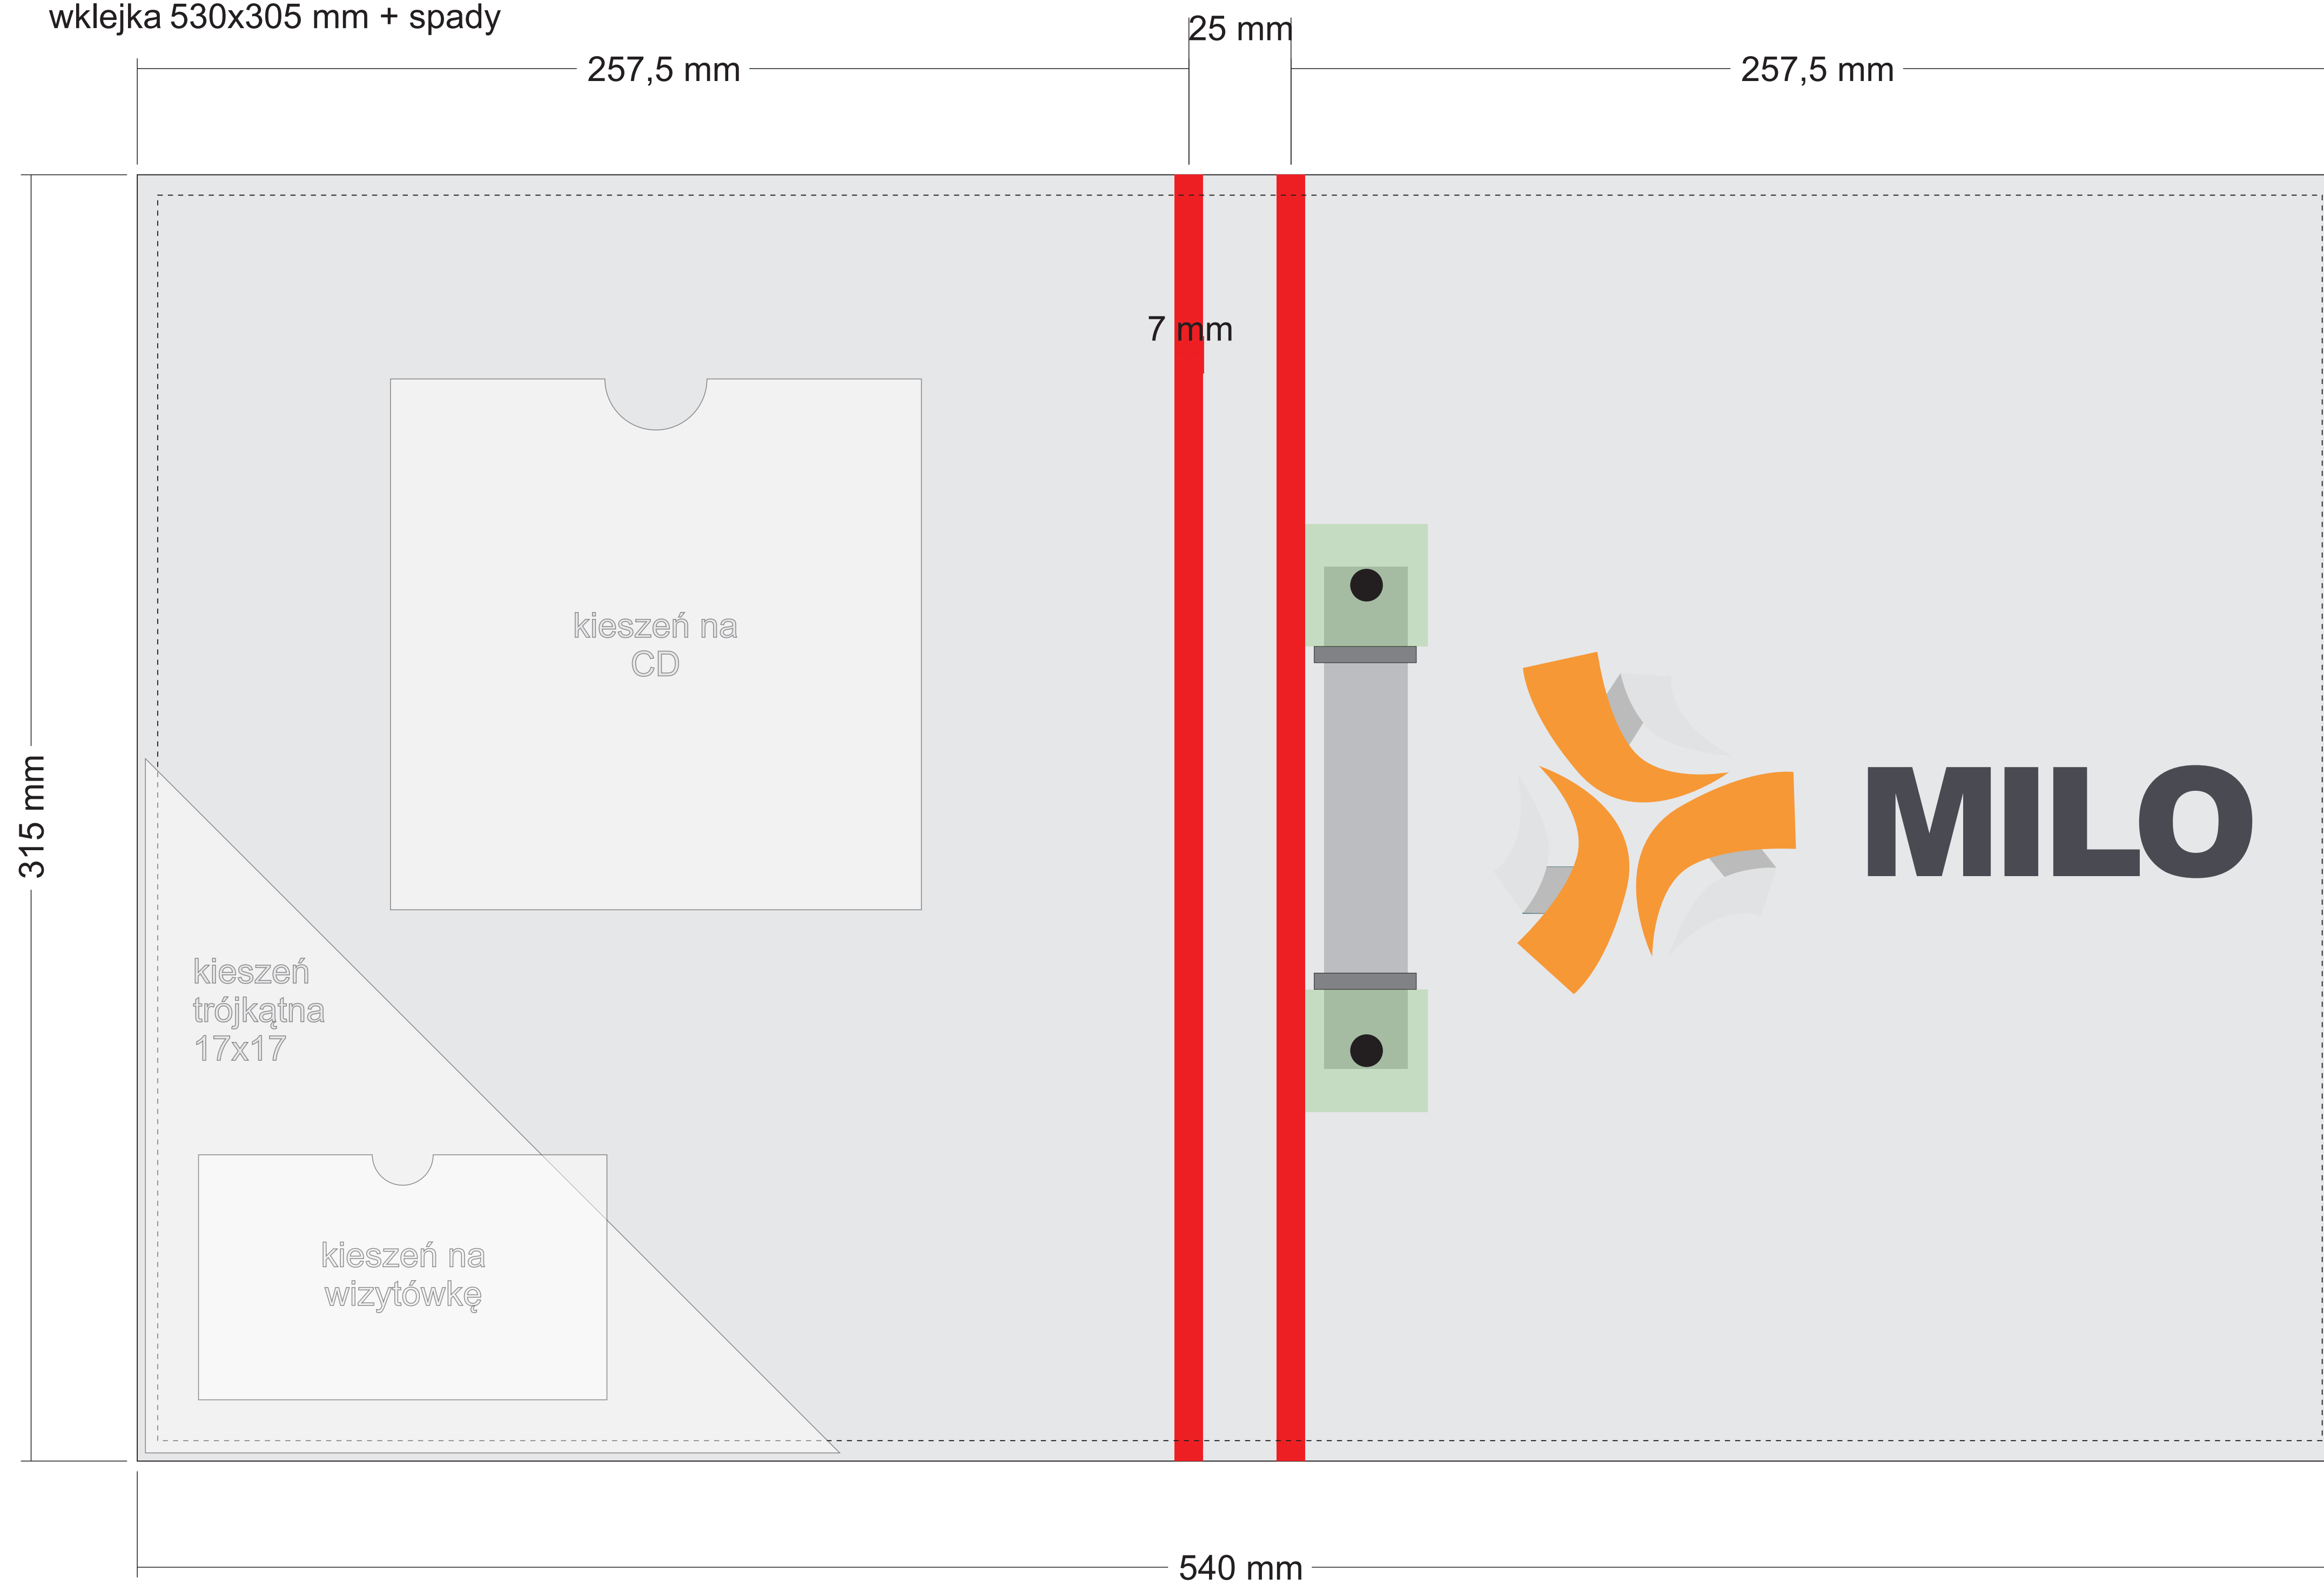 wklejka 530x305 mm + spady
25 mm
257,5 mm
257,5 mm
7 mm
kieszeń na
CD
315 mm
MILO
kieszeń
trójkątna
17x17
kieszeń na
wizytówkę
540 mm